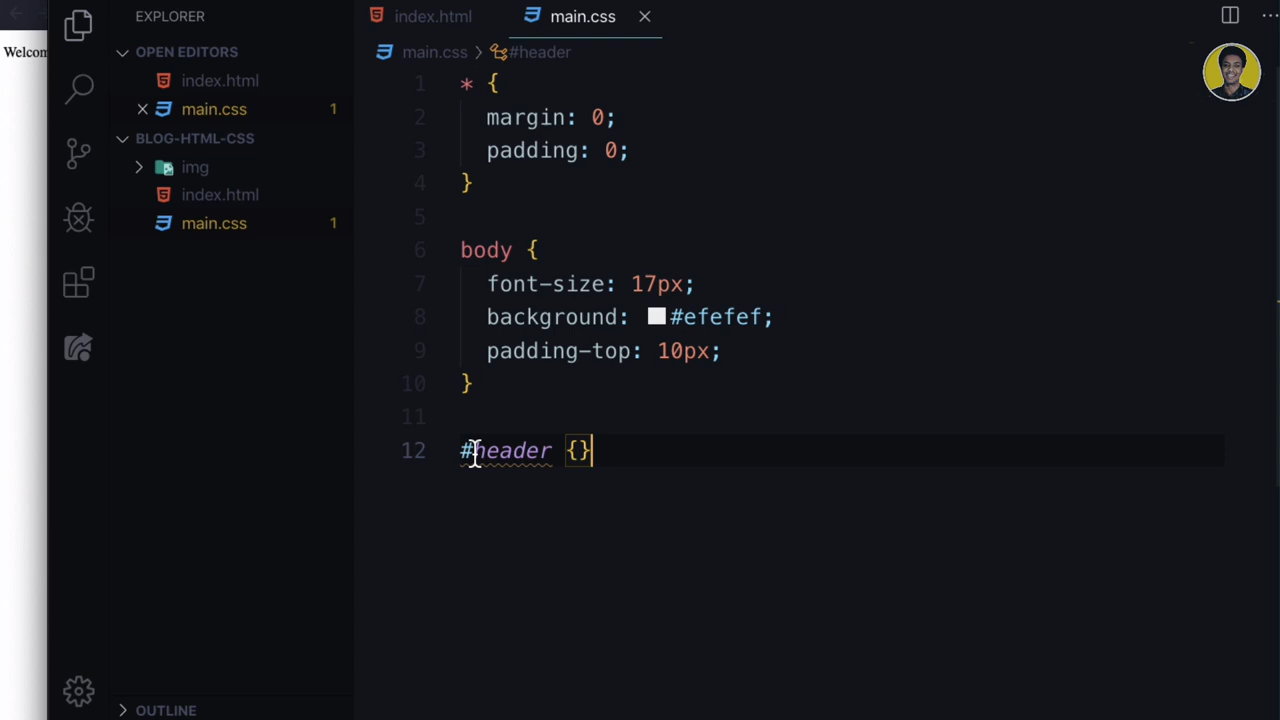 Welcom
EXPLORER
OPEN EDITORS
index.html
main.css 1
BLOG-HTML-CSS
img
index.html
main.css 1
OUTLINE
index.html
main.css
main.css > #header
1 * {
2 margin: 0;
3 padding: 0;
4 }
5
6 body {
7 font-size: 17px;
8 background: #efefef;
9 padding-top: 10px;
10 }
11
12 #header {}